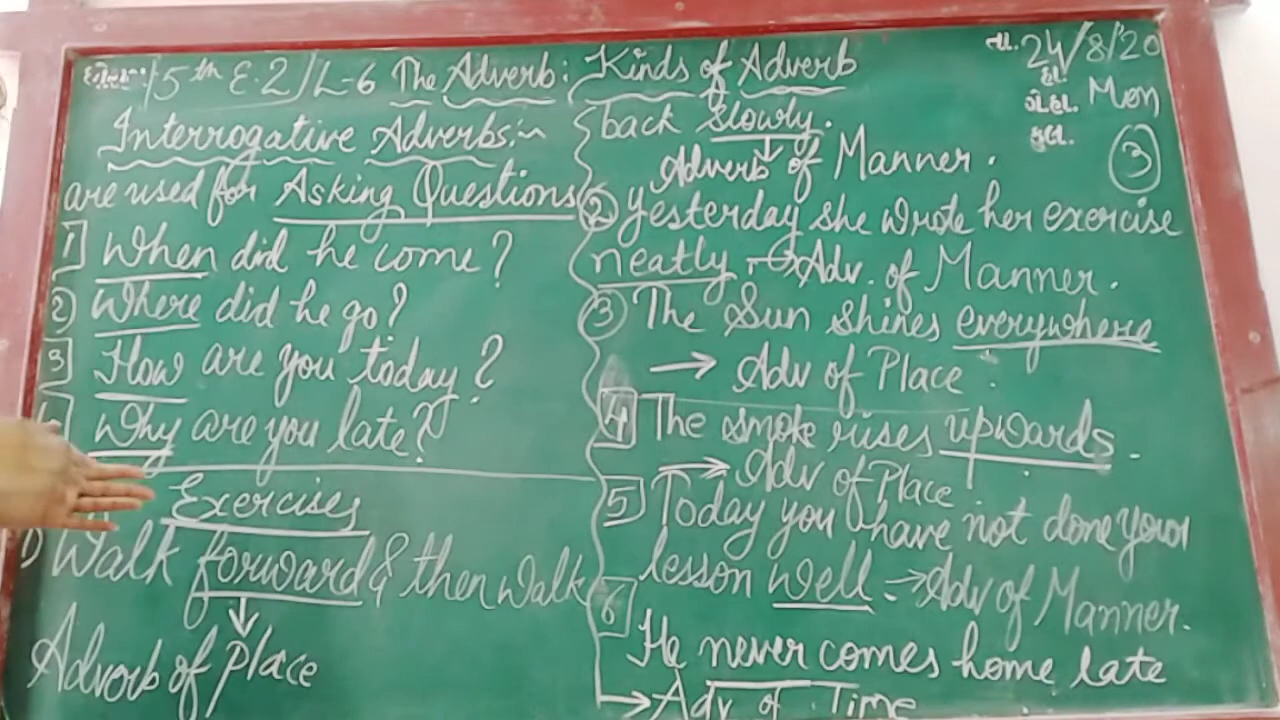 5th E.2 / L-6 The Adverb: Kinds of Adverb
તા. 24/8/'20
Mon
3
Interrogative Adverbs:~
are used for Asking Questions
1 When did he come?
2) Where did he go?
3 How are you today?
Why are you late?
Exercises
1) Walk forward & then walk
Adverb of place
back slowly.
Adverb of Manner.
2 yesterday she wrote her exercise
neatly. → Adv. of Manner.
3 The Sun shines everywhere
→ Adv of Place.
4 The smoke rises upwards.
→ Adv of Place
5 Today you have not done your
lesson well → Adv of Manner.
6
He never comes home late
→ Adv of Time